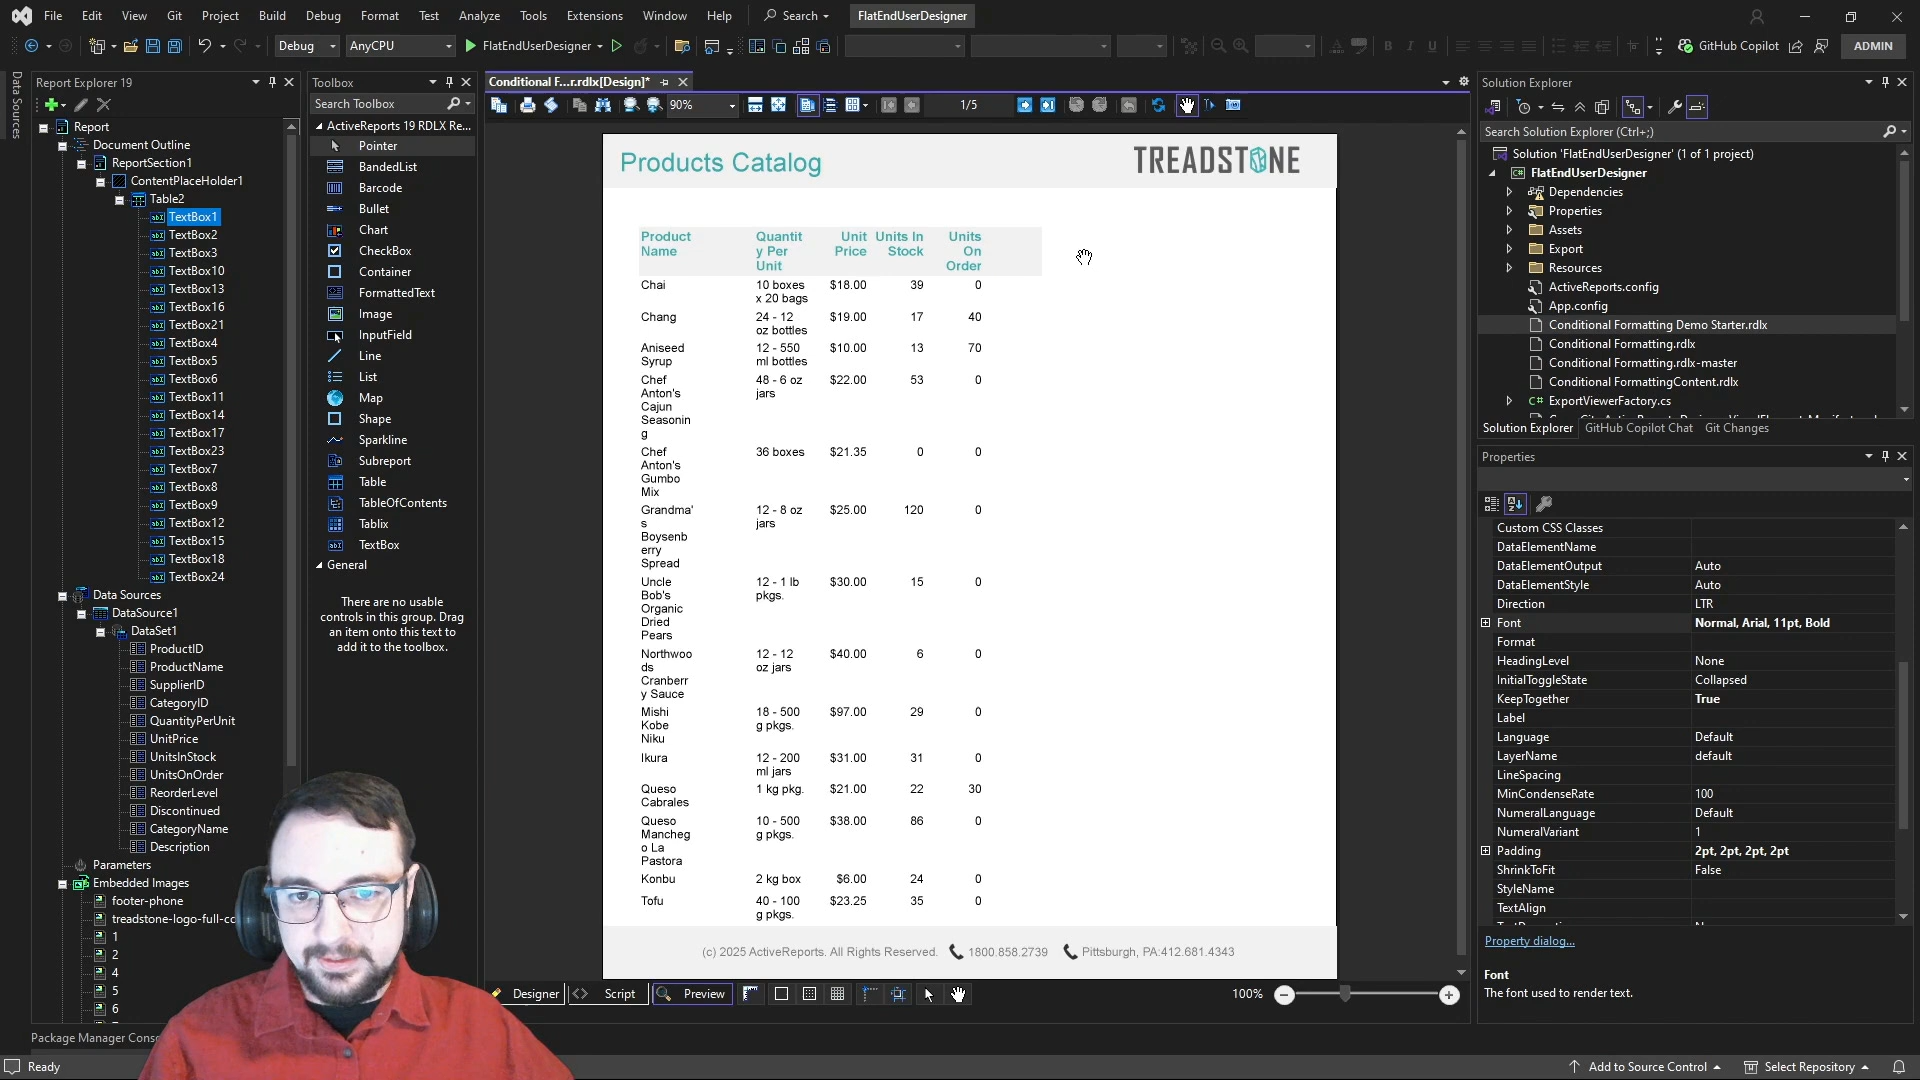 File Edit View Git Project Build Debug Format Test Analyze Tools Extensions Window Help Search FlatEndUserDesigner
Debug AnyCPU FlatEndUserDesigner GitHub Copilot ADMIN
Data Sources
Report Explorer 19
Report
Document Outline
ReportSection1
ContentPlaceHolder1
Table2
TextBox1
TextBox2
TextBox3
TextBox10
TextBox13
TextBox16
TextBox21
TextBox4
TextBox5
TextBox6
TextBox11
TextBox14
TextBox17
TextBox23
TextBox7
TextBox8
TextBox9
TextBox12
TextBox15
TextBox18
TextBox24
Data Sources
DataSource1
DataSet1
ProductID
ProductName
SupplierID
CategoryID
QuantityPerUnit
UnitPrice
UnitsInStock
UnitsOnOrder
ReorderLevel
Discontinued
CategoryName
Description
Parameters
Embedded Images
footer-phone
treadstone-logo-full-cc
1
2
4
5
6
Toolbox
Search Toolbox
ActiveReports 19 RDLX Re...
Pointer
BandedList
Barcode
Bullet
Chart
CheckBox
Container
FormattedText
Image
InputField
Line
List
Map
Shape
Sparkline
Subreport
Table
TableOfContents
Tablix
TextBox
General
There are no usable
controls in this group. Drag
an item onto this text to
add it to the toolbox.
Conditional F...r.rdlx[Design]*
90% 1/5
Products Catalog TREADSTONE
Product Quantit Unit Units In Units
Name y Per Price Stock On
Unit Order
Chai 10 boxes $18.00 39 0
x 20 bags
Chang 24 - 12 $19.00 17 40
oz bottles
Aniseed 12 - 550 $10.00 13 70
Syrup ml bottles
Chef 48 - 6 oz $22.00 53 0
Anton's jars
Cajun
Seasonin
g
Chef 36 boxes $21.35 0 0
Anton's
Gumbo
Mix
Grandma' 12 - 8 oz $25.00 120 0
s jars
Boysenb
erry
Spread
Uncle 12 - 1 lb $30.00 15 0
Bob's pkgs.
Organic
Dried
Pears
Northwoo 12 - 12 $40.00 6 0
ds oz jars
Cranberr
y Sauce
Mishi 18 - 500 $97.00 29 0
Kobe g pkgs.
Niku
Ikura 12 - 200 $31.00 31 0
ml jars
Queso 1 kg pkg. $21.00 22 30
Cabrales
Queso 10 - 500 $38.00 86 0
Mancheg g pkgs.
o La
Pastora
Konbu 2 kg box $6.00 24 0
Tofu 40 - 100 $23.25 35 0
g pkgs.
(c) 2025 ActiveReports. All Rights Reserved. 1800.858.2739 Pittsburgh, PA:412.681.4343
Designer Script Preview 100%
Solution Explorer
Search Solution Explorer (Ctrl+;)
Solution 'FlatEndUserDesigner' (1 of 1 project)
FlatEndUserDesigner
Dependencies
Properties
Assets
Export
Resources
ActiveReports.config
App.config
Conditional Formatting Demo Starter.rdlx
Conditional Formatting.rdlx
Conditional Formatting.rdlx-master
Conditional FormattingContent.rdlx
C# ExportViewerFactory.cs
Solution Explorer GitHub Copilot Chat Git Changes
Properties
Custom CSS Classes
DataElementName
DataElementOutput Auto
DataElementStyle Auto
Direction LTR
Font Normal, Arial, 11pt, Bold
Format
HeadingLevel None
InitialToggleState Collapsed
KeepTogether True
Label
Language Default
LayerName default
LineSpacing
MinCondenseRate 100
NumeralLanguage Default
NumeralVariant 1
Padding 2pt, 2pt, 2pt, 2pt
ShrinkToFit False
StyleName
TextAlign
Property dialog...
Font
The font used to render text.
Package Manager Conso
Ready Add to Source Control Select Repository